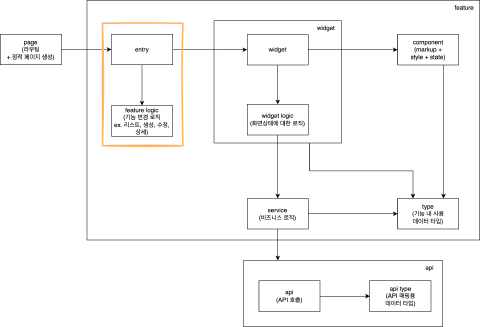 feature
widget
page
(라우팅
+ 정적 페이지 생성)
entry
widget
component
(markup +
style + state)
feature logic
(기능 변경 로직
ex. 리스트, 생성, 수정,
상세)
widget logic
(화면상태에 대한 로직)
service
(비즈니스 로직)
type
(기능 내 사용
데이터 타입)
api
api
(API 호출)
api type
(API 매핑용
데이터 타입)